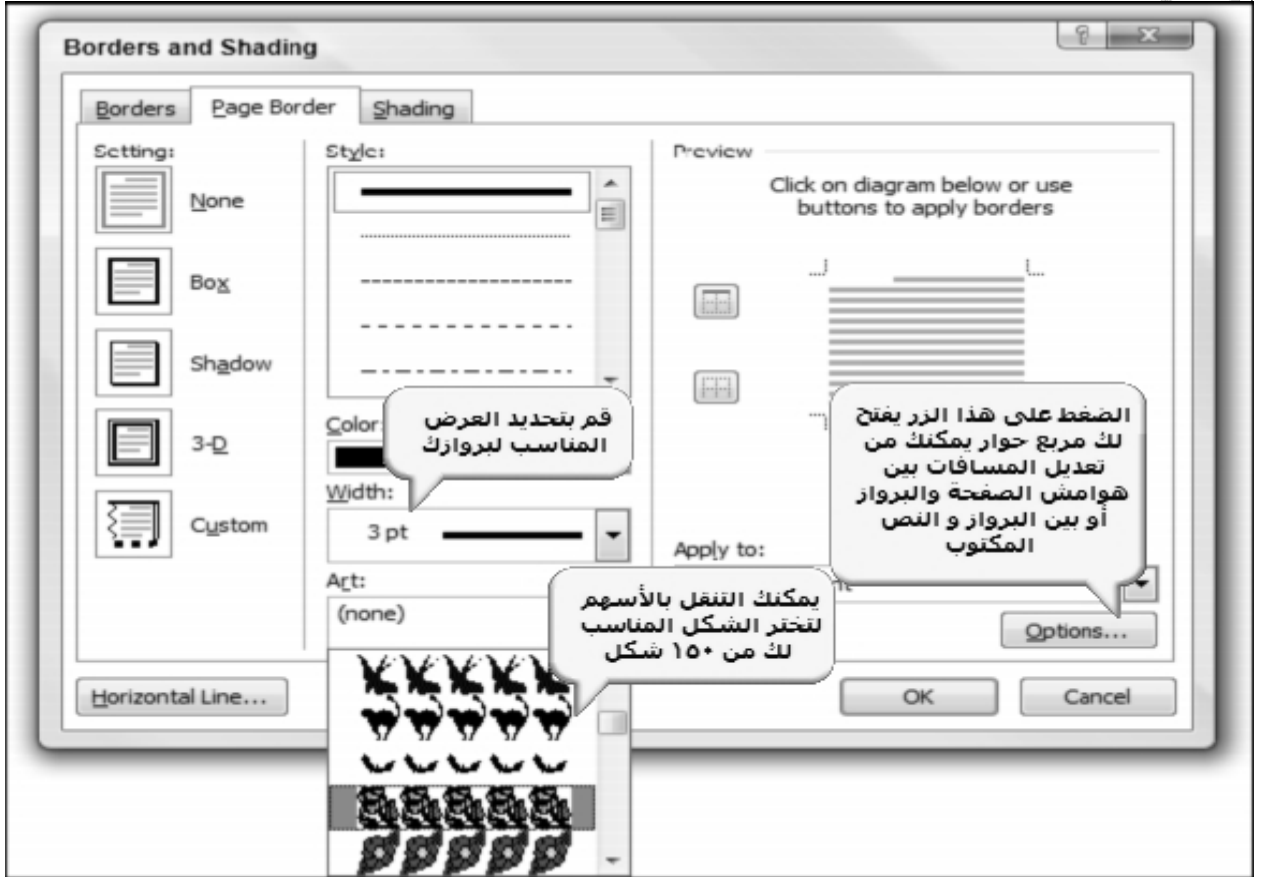 Borders and Shading
Borders
Page Border
Shading
Setting:
None
Box
Shadow
3-D
Custom
Style:
Color:
Width:
3 pt
Art:
(none)
Preview
Click on diagram below or use
buttons to apply borders
Apply to:
Options...
Horizontal Line...
OK
Cancel
قم بتحديد العرض
المناسب لبروازك
يمكنك التنقل بالأسهم
لتختر الشكل المناسب
لك من ١٥٠ شكل
الضغط على هذا الزر يفتح
لك مربع حوار يمكنك من
تعديل المسافات بين
هوامش الصفحة والبرواز
أو بين البرواز و النص
المكتوب